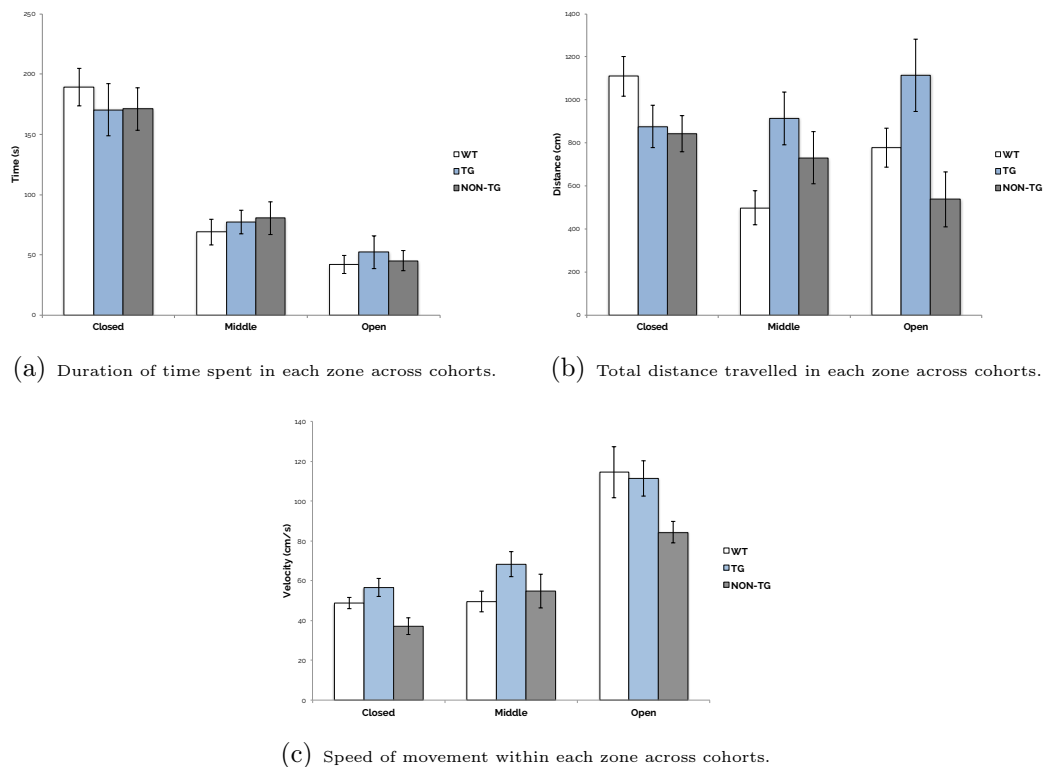 250
200
150
100
50
0
Time (s)
Closed Middle Open
WT
TG
NON-TG
(a) Duration of time spent in each zone across cohorts.
1400
1200
1000
800
600
400
200
0
Distance (cm)
Closed Middle Open
WT
TG
NON-TG
(b) Total distance travelled in each zone across cohorts.
140
120
100
80
60
40
20
0
Velocity (cm/s)
Closed Middle Open
WT
TG
NON-TG
(c) Speed of movement within each zone across cohorts.